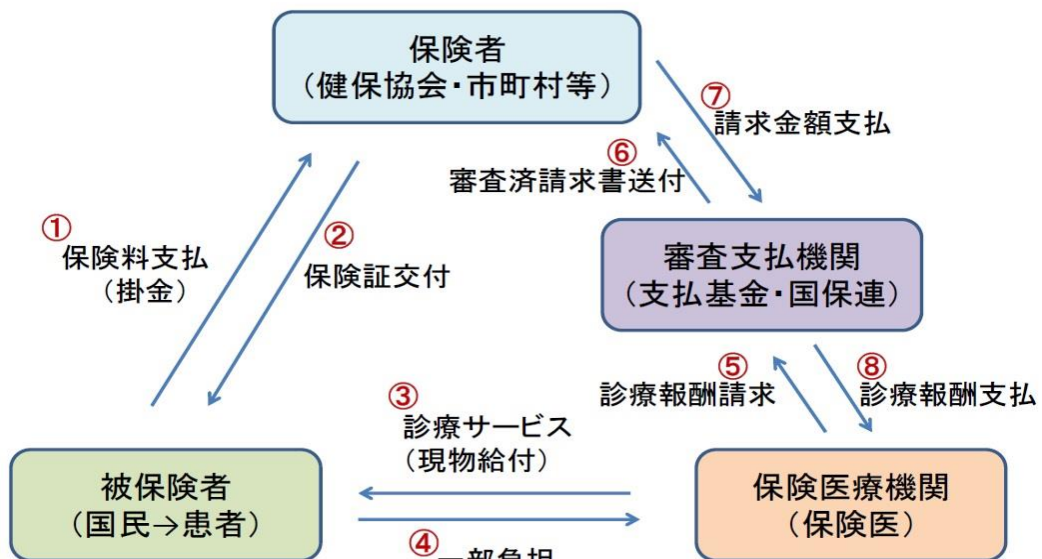 保険者
(健保協会・市町村等)
⑦
請求金額支払
⑥
審査済請求書送付
①
保険料支払
(掛金)
②
保険証交付
審査支払機関
(支払基金・国保連)
⑤
診療報酬請求
⑧
診療報酬支払
③
診療サービス
(現物給付)
被保険者
(国民→患者)
保険医療機関
(保険医)
④
一部負担